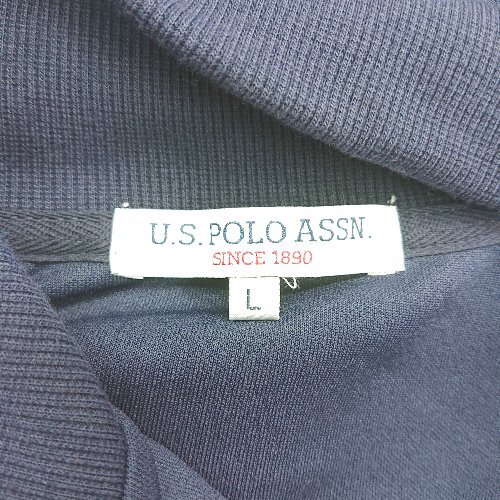 U.S. POLO ASSN.
SINCE 1890
L